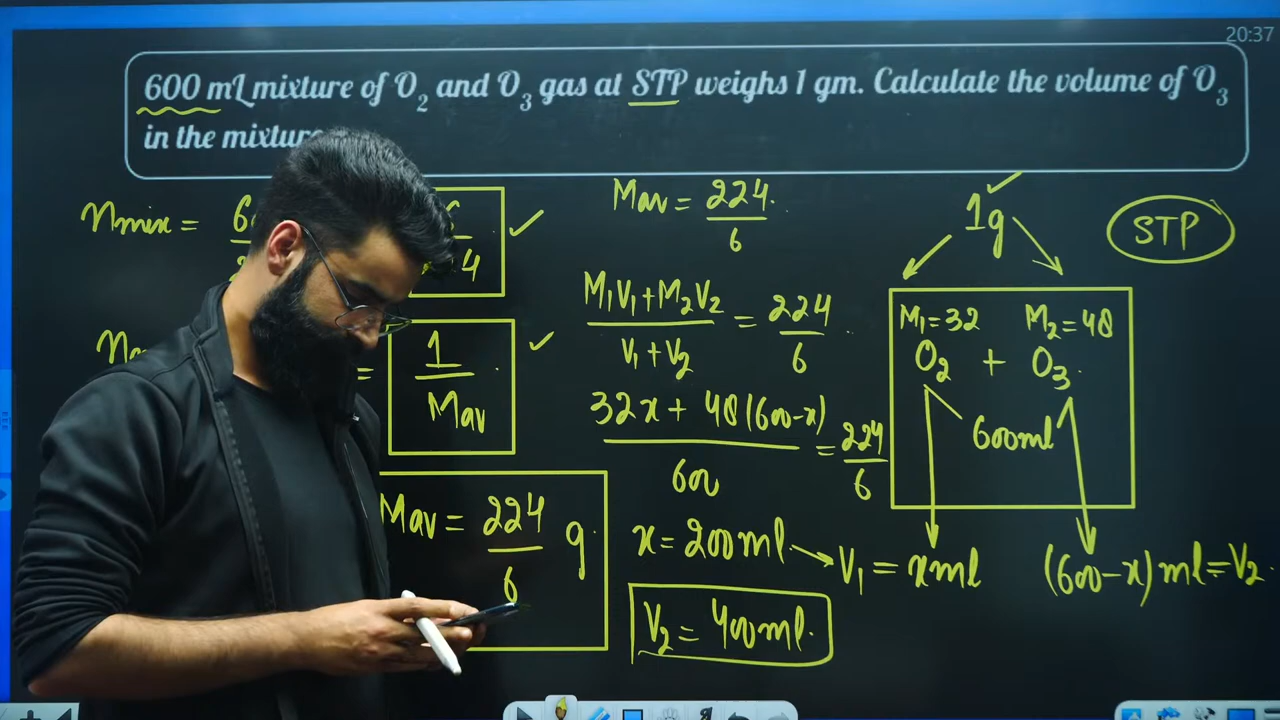 20:37
600 mL mixture of O₂ and O₃ gas at STP weighs 1 gm. Calculate the volume of O₃
in the mixture
nmix =
4
1
Mav
=
Mav = 224/6 g
Mav = 224/6
(M₁V₁+M₂V₂)/(V₁+V₂) = 224/6
(32x + 48(600-x))/600 = 224/6
x = 200ml
V₂ = 400ml.
1g
STP
M₁=32 M₂=48
O₂ + O₃
600ml
V₁ = xml
(600-x)ml = V₂